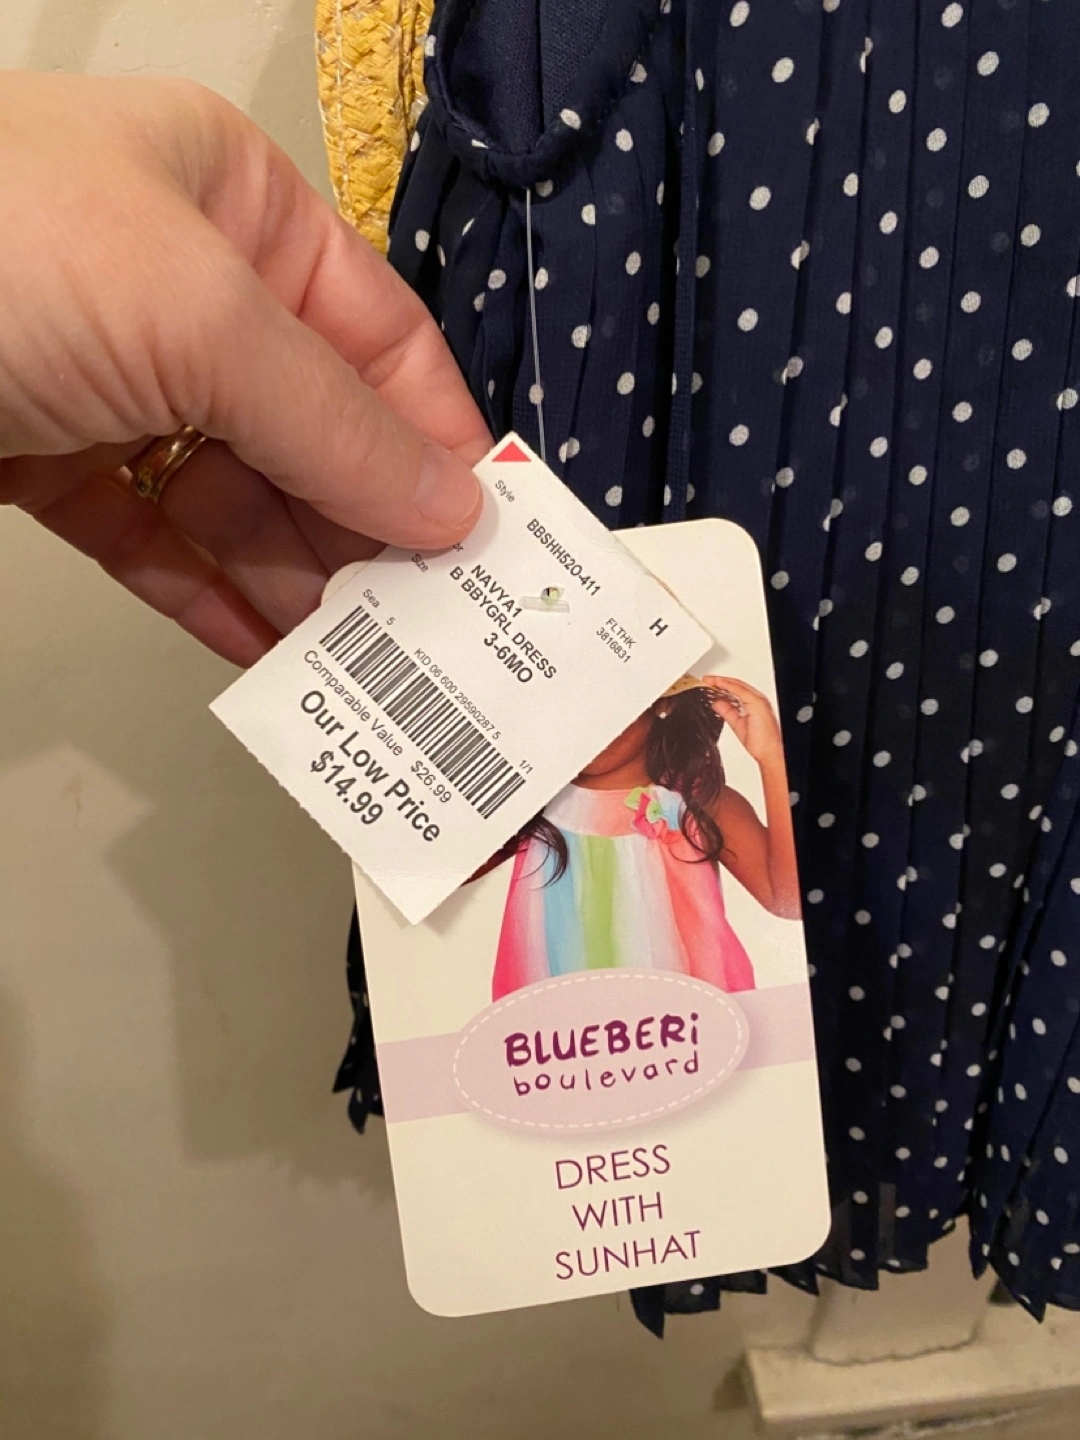 Style
BBSHH520-411
or
NAVYA1
Size
B BBYGRL DRESS
3-6MO
H
FLTHK
3816831
Sea
5
KID 06 600 29590287 5
1/1
Comparable Value $26.99
Our Low Price
$14.99
BLUEBERi
boulevard
DRESS
WITH
SUNHAT